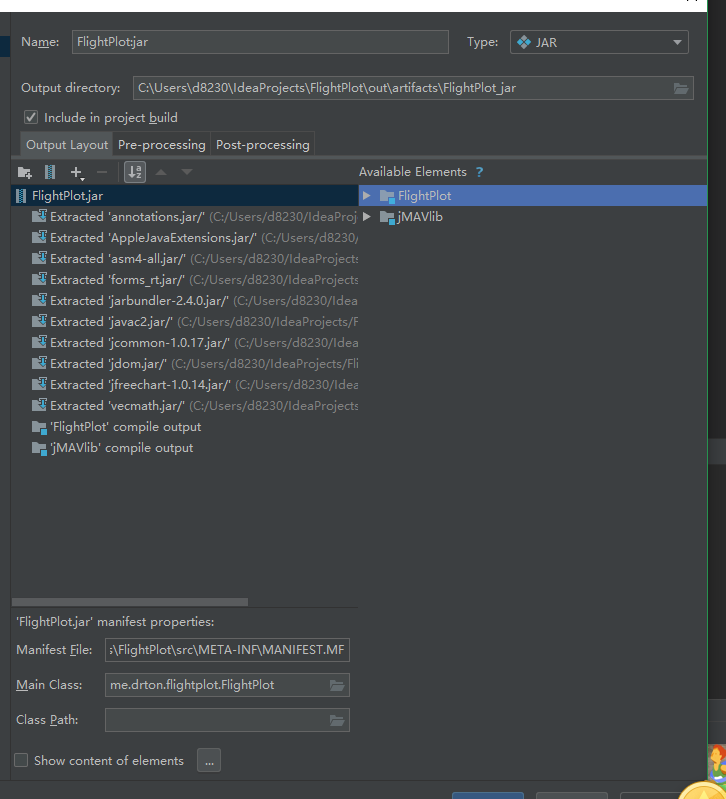 Name: FlightPlot:jar Type: JAR
Output directory: C:\Users\d8230\IdeaProjects\FlightPlot\out\artifacts\FlightPlot_jar
Include in project build
Output Layout Pre-processing Post-processing
Available Elements ?
FlightPlot.jar
Extracted 'annotations.jar/' (C:/Users/d8230/IdeaProj
Extracted 'AppleJavaExtensions.jar/' (C:/Users/d8230/
Extracted 'asm4-all.jar/' (C:/Users/d8230/IdeaProjects
Extracted 'forms_rt.jar/' (C:/Users/d8230/IdeaProjects
Extracted 'jarbundler-2.4.0.jar/' (C:/Users/d8230/Idea
Extracted 'javac2.jar/' (C:/Users/d8230/IdeaProjects/F
Extracted 'jcommon-1.0.17.jar/' (C:/Users/d8230/Idea
Extracted 'jdom.jar/' (C:/Users/d8230/IdeaProjects/Fli
Extracted 'jfreechart-1.0.14.jar/' (C:/Users/d8230/Idea
Extracted 'vecmath.jar/' (C:/Users/d8230/IdeaProjects
'FlightPlot' compile output
'jMAVlib' compile output
FlightPlot
jMAVlib
'FlightPlot.jar' manifest properties:
Manifest File: \FlightPlot\src\META-INF\MANIFEST.MF
Main Class: me.drton.flightplot.FlightPlot
Class Path:
Show content of elements ...